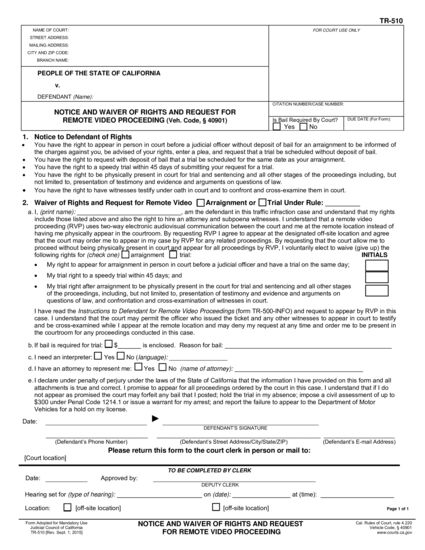 TR-510
NAME OF COURT:
FOR COURT USE ONLY
STREET ADDRESS:
MAILING ADDRESS:
CITY AND ZIP CODE:
BRANCH NAME:
PEOPLE OF THE STATE OF CALIFORNIA
v.
DEFENDANT (Name):
CITATION NUMBER/CASE NUMBER:
NOTICE AND WAIVER OF RIGHTS AND REQUEST FOR
REMOTE VIDEO PROCEEDING (Veh. Code, § 40901)
Is Bail Required By Court?
Yes No
DUE DATE (For Form):
1. Notice to Defendant of Rights
• You have the right to appear in person in court before a judicial officer without deposit of bail for an arraignment to be informed of
the charges against you, be advised of your rights, enter a plea, and request that a trial be scheduled without deposit of bail.
• You have the right to request with deposit of bail that a trial be scheduled for the same date as your arraignment.
• You have the right to a speedy trial within 45 days of submitting your request for a trial.
• You have the right to be physically present in court for trial and sentencing and all other stages of the proceedings, including, but
not limited to, presentation of testimony and evidence and arguments on questions of law.
• You have the right to have witnesses testify under oath in court and to confront and cross-examine them in court.
2. Waiver of Rights and Request for Remote Video Arraignment or Trial Under Rule:
a. I, (print name): , am the defendant in this traffic infraction case and understand that my rights
include those listed above and also the right to hire an attorney and subpoena witnesses. I understand that a remote video
proceeding (RVP) uses two-way electronic audiovisual communication between the court and me at the remote location instead of
having me physically appear in the courtroom. By requesting RVP I agree to appear at the designated off-site location and agree
that the court may order me to appear in my case by RVP for any related proceedings. By requesting that the court allow me to
proceed without being physically present in court and appear for all proceedings by RVP, I voluntarily elect to waive (give up) the
following rights for (check one) arraignment trial: INITIALS
• My right to appear for arraignment in person in court before a judicial officer and have a trial on the same day;
• My trial right to a speedy trial within 45 days; and
• My trial right after arraignment to be physically present in the court for trial and sentencing and all other stages
of the proceedings, including, but not limited to, presentation of testimony and evidence and arguments on
questions of law, and confrontation and cross-examination of witnesses in court.
I have read the Instructions to Defendant for Remote Video Proceedings (form TR-500-INFO) and request to appear by RVP in this
case. I understand that the court may permit the officer who issued the ticket and any other witnesses to appear in court to testify
and be cross-examined while I appear at the remote location and may deny my request at any time and order me to be present in
the courtroom for any proceedings conducted in this case.
b. If bail is required for trial: $ is enclosed. Reason for bail:
c. I need an interpreter: Yes No (language):
d. I have an attorney to represent me: Yes No (name of attorney):
e. I declare under penalty of perjury under the laws of the State of California that the information I have provided on this form and all
attachments is true and correct. I promise to appear for all proceedings ordered by the court in this case. I understand that if I do
not appear as promised the court may forfeit any bail that I posted; hold the trial in my absence; impose a civil assessment of up to
$300 under Penal Code 1214.1 or issue a warrant for my arrest; and report the failure to appear to the Department of Motor
Vehicles for a hold on my license.
Date:
DEFENDANT'S SIGNATURE
(Defendant's Phone Number) (Defendant's Street Address/City/State/ZIP) (Defendant's E-mail Address)
Please return this form to the court clerk in person or mail to:
[Court location]
TO BE COMPLETED BY CLERK
Date: Approved by:
DEPUTY CLERK
Hearing set for (type of hearing): on (date): at (time):
Location: [off-site location] [off-site location]
Page 1 of 1
Form Adopted for Mandatory Use
Judicial Council of California
TR-510 [Rev. Sept. 1, 2015]
NOTICE AND WAIVER OF RIGHTS AND REQUEST
FOR REMOTE VIDEO PROCEEDING
Cal. Rules of Court, rule 4.220
Vehicle Code, § 40901
www.courts.ca.gov